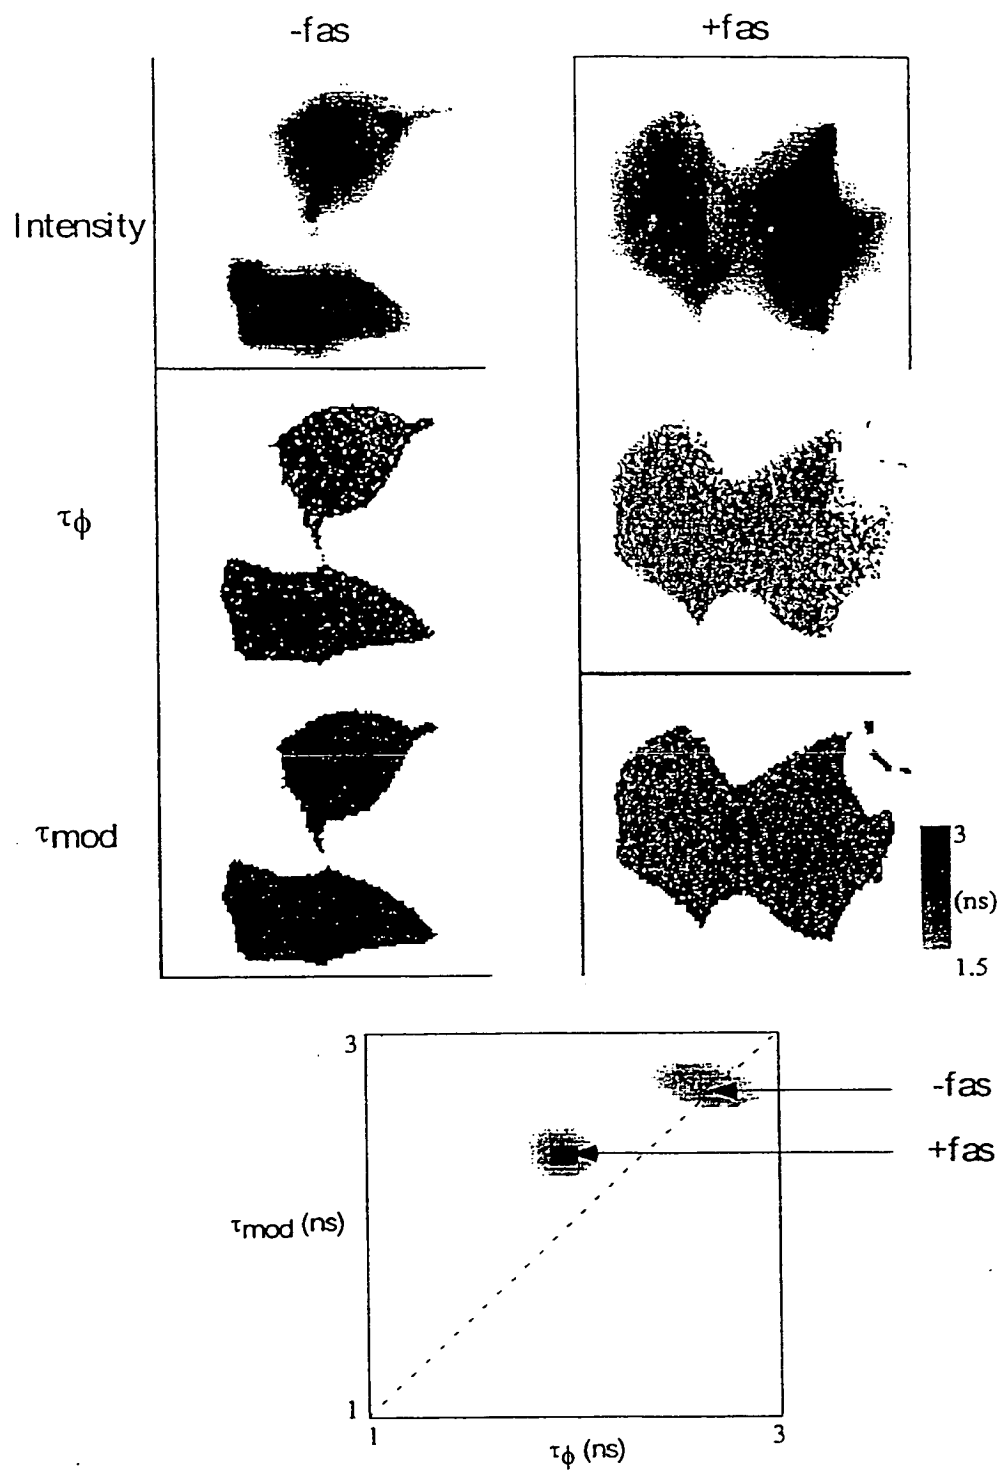 -fas
+fas
Intensity
τϕ
τmod
3
(ns)
1.5
3
-fas
+fas
τmod (ns)
1
1
3
τϕ (ns)